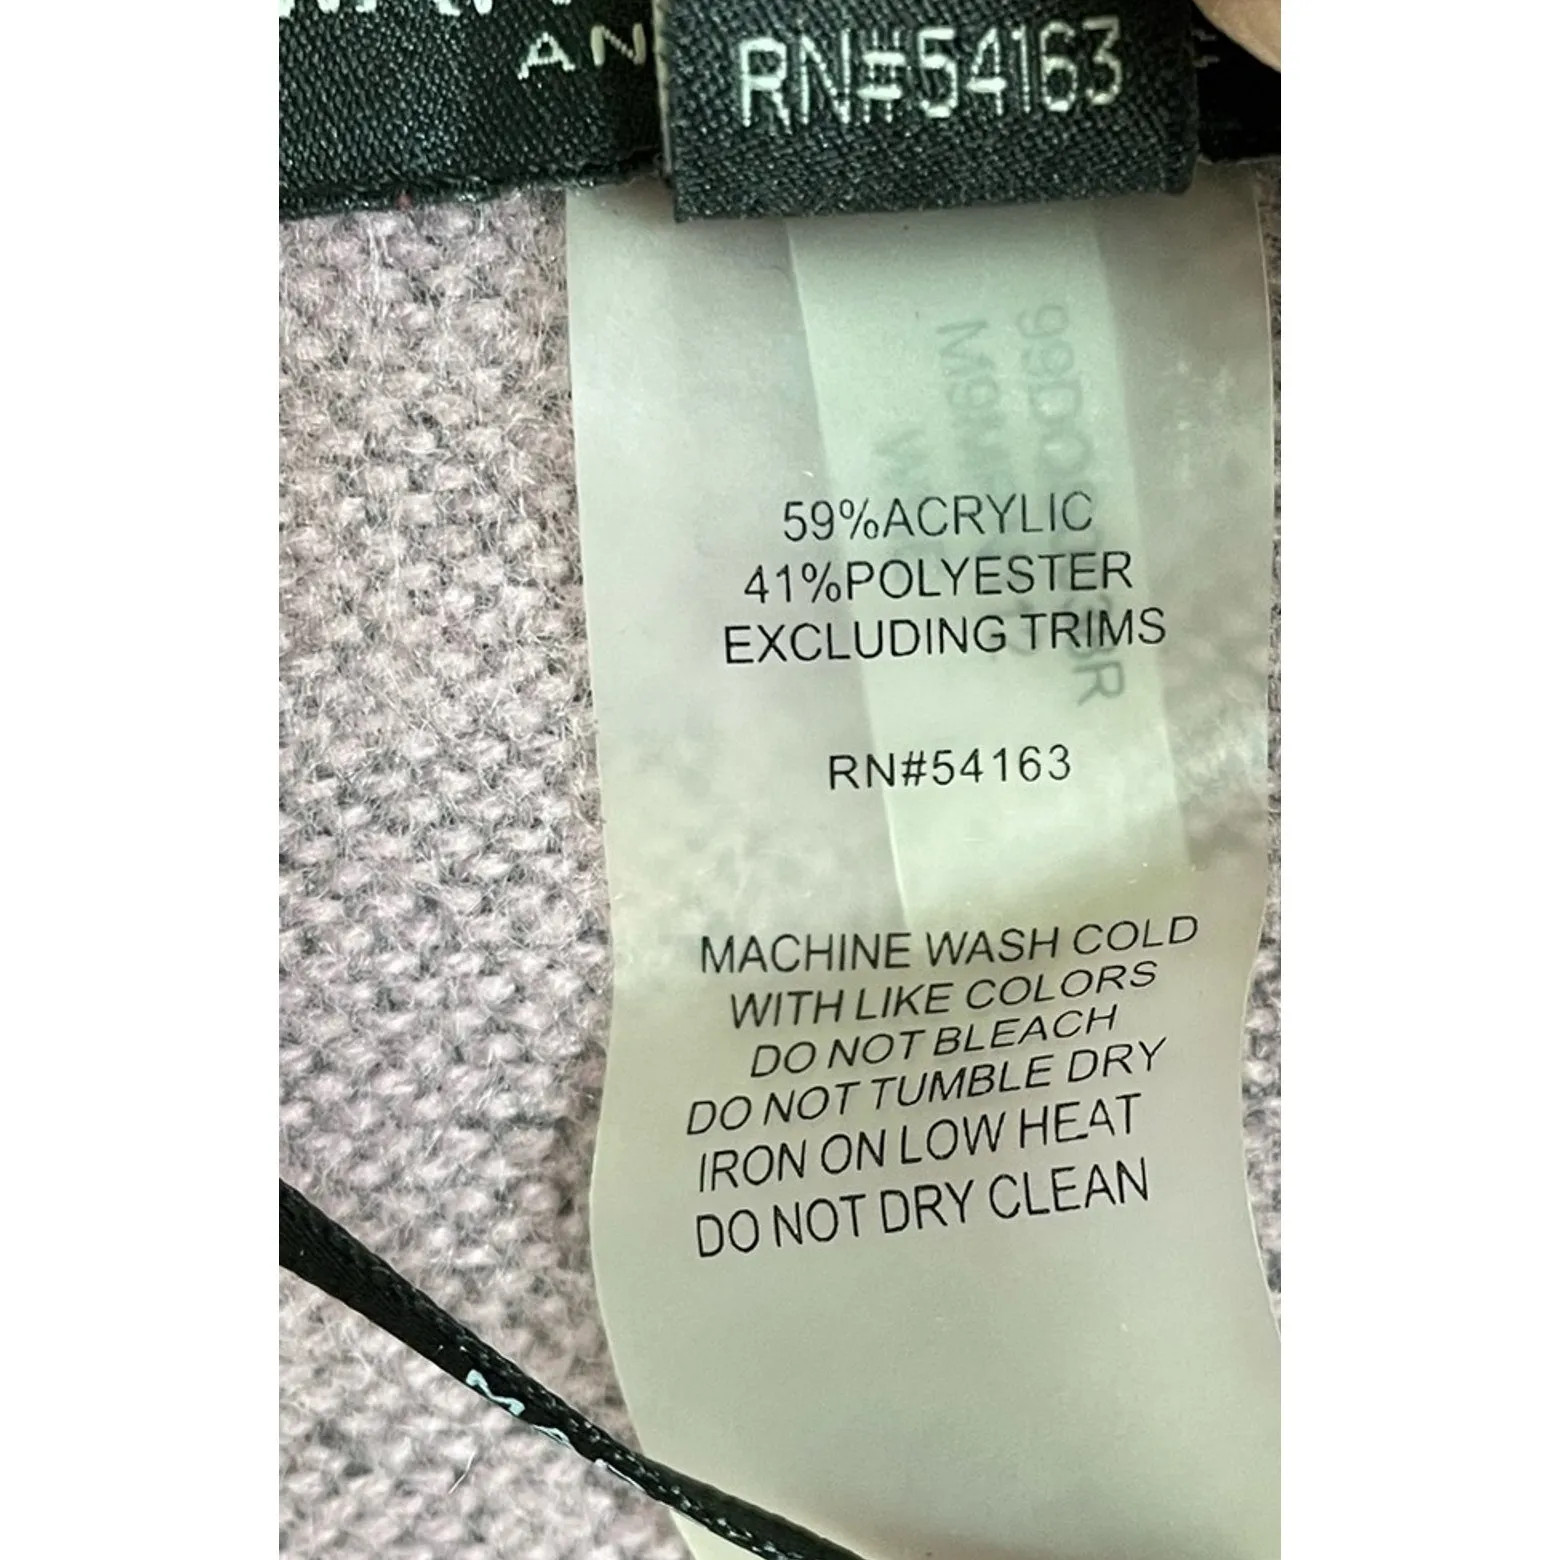 RN#54163
59%ACRYLIC
41%POLYESTER
EXCLUDING TRIMS
RN#54163
MACHINE WASH COLD
WITH LIKE COLORS
DO NOT BLEACH
DO NOT TUMBLE DRY
IRON ON LOW HEAT
DO NOT DRY CLEAN